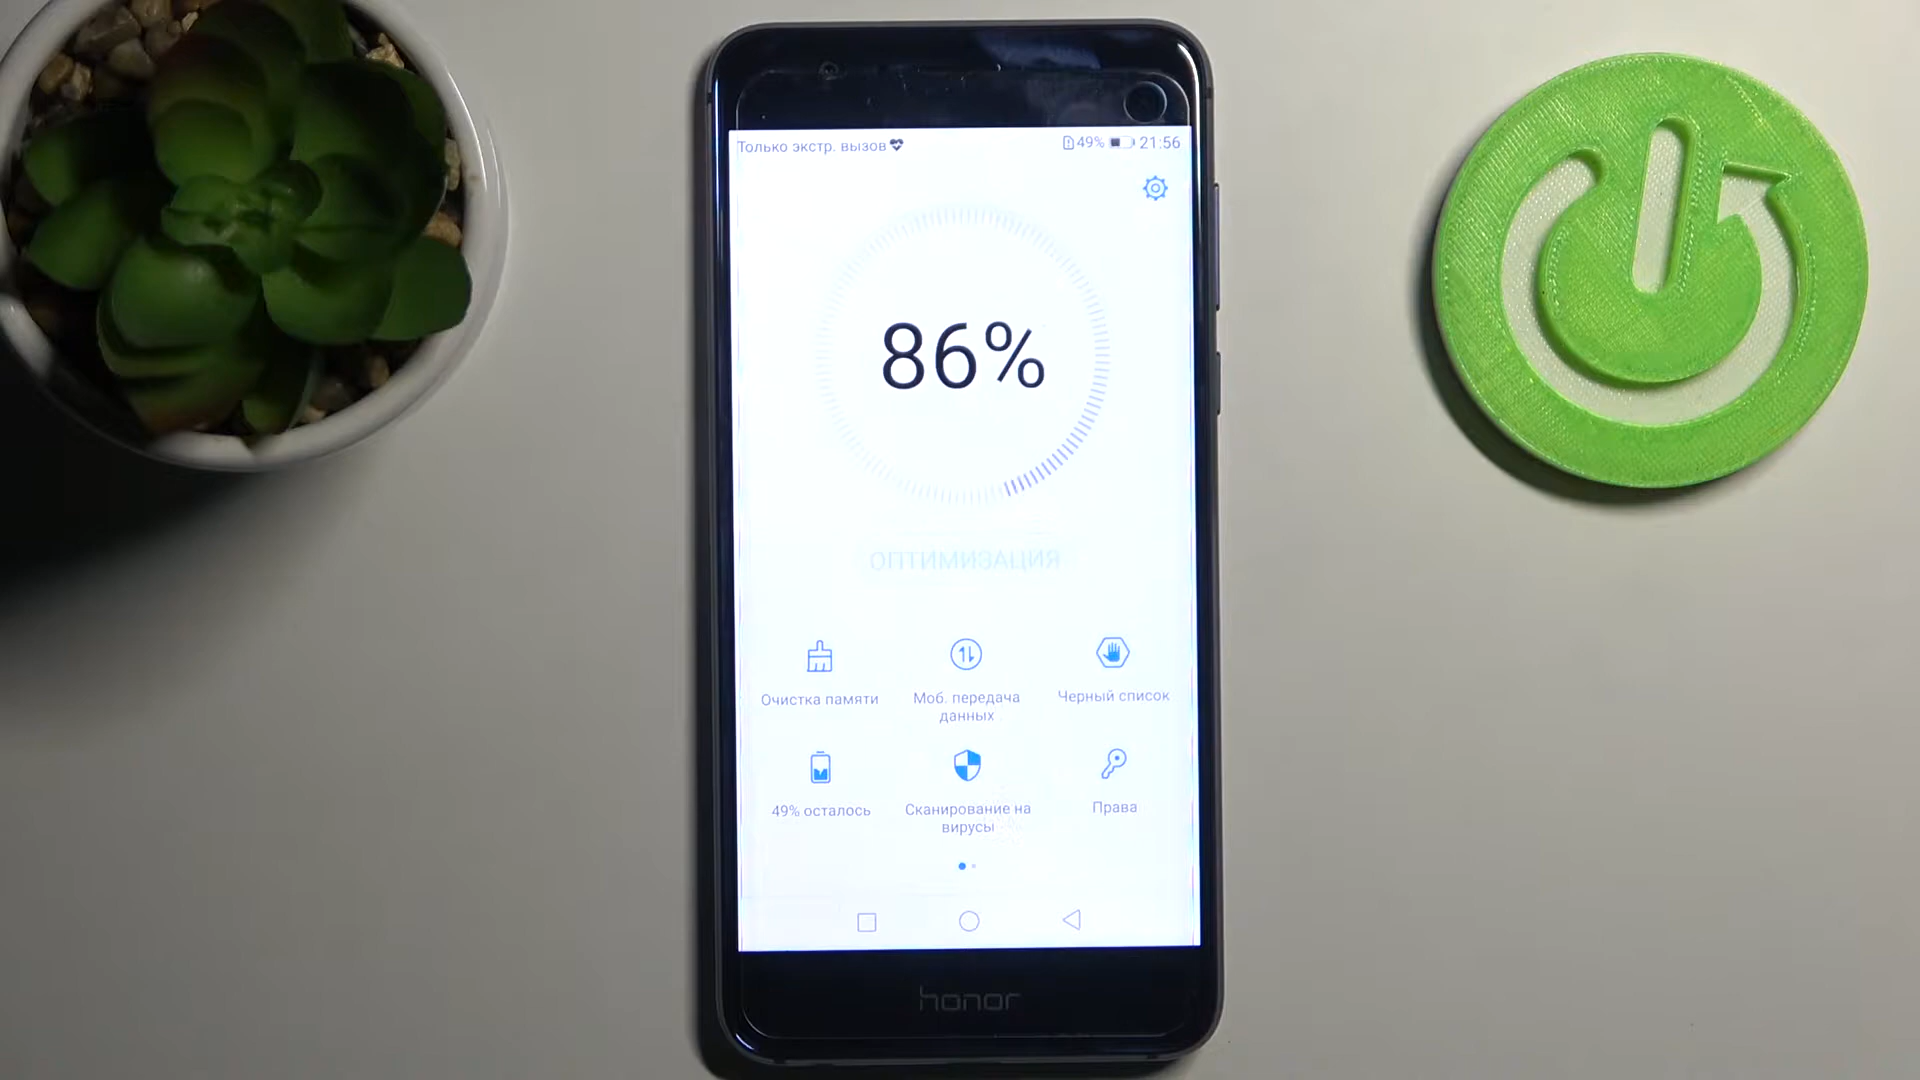 Только экстр. вызов
49% 21:56
86%
ОПТИМИЗАЦИЯ
Очистка памяти
Моб. передача
данных
Черный список
49% осталось
Сканирование на
вирусы
Права
honor